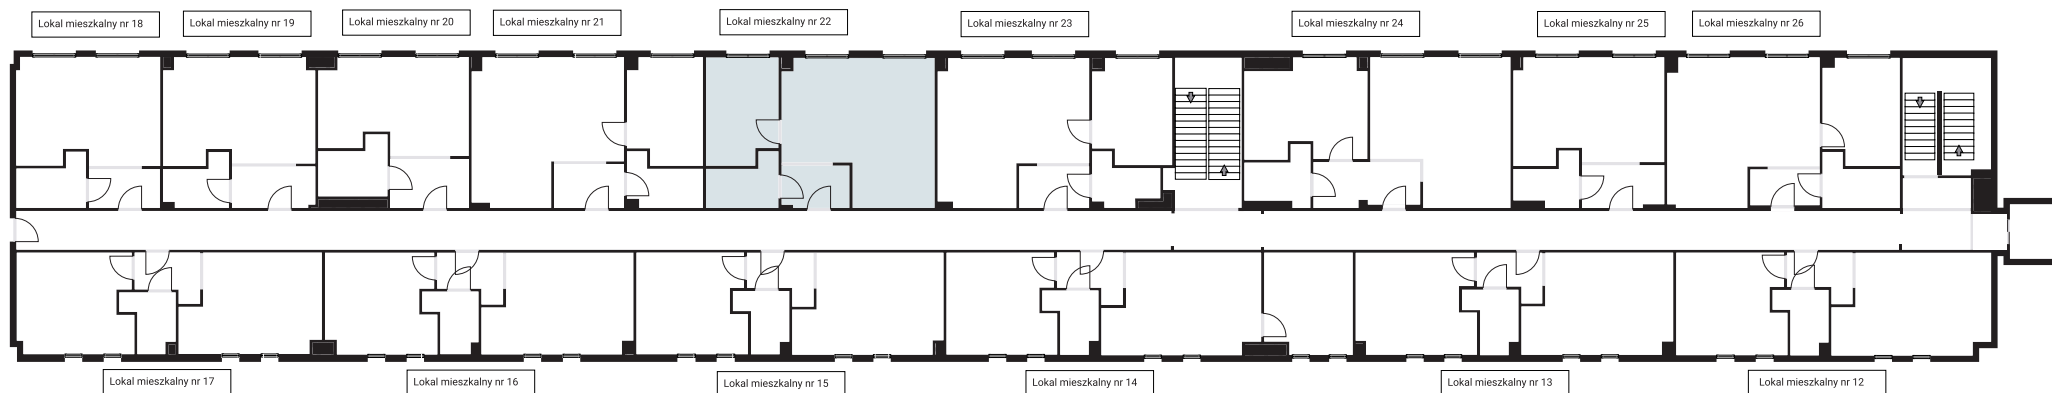 Lokal mieszkalny nr 18
Lokal mieszkalny nr 19
Lokal mieszkalny nr 20
Lokal mieszkalny nr 21
Lokal mieszkalny nr 22
Lokal mieszkalny nr 23
Lokal mieszkalny nr 24
Lokal mieszkalny nr 25
Lokal mieszkalny nr 26
Lokal mieszkalny nr 17
Lokal mieszkalny nr 16
Lokal mieszkalny nr 15
Lokal mieszkalny nr 14
Lokal mieszkalny nr 13
Lokal mieszkalny nr 12